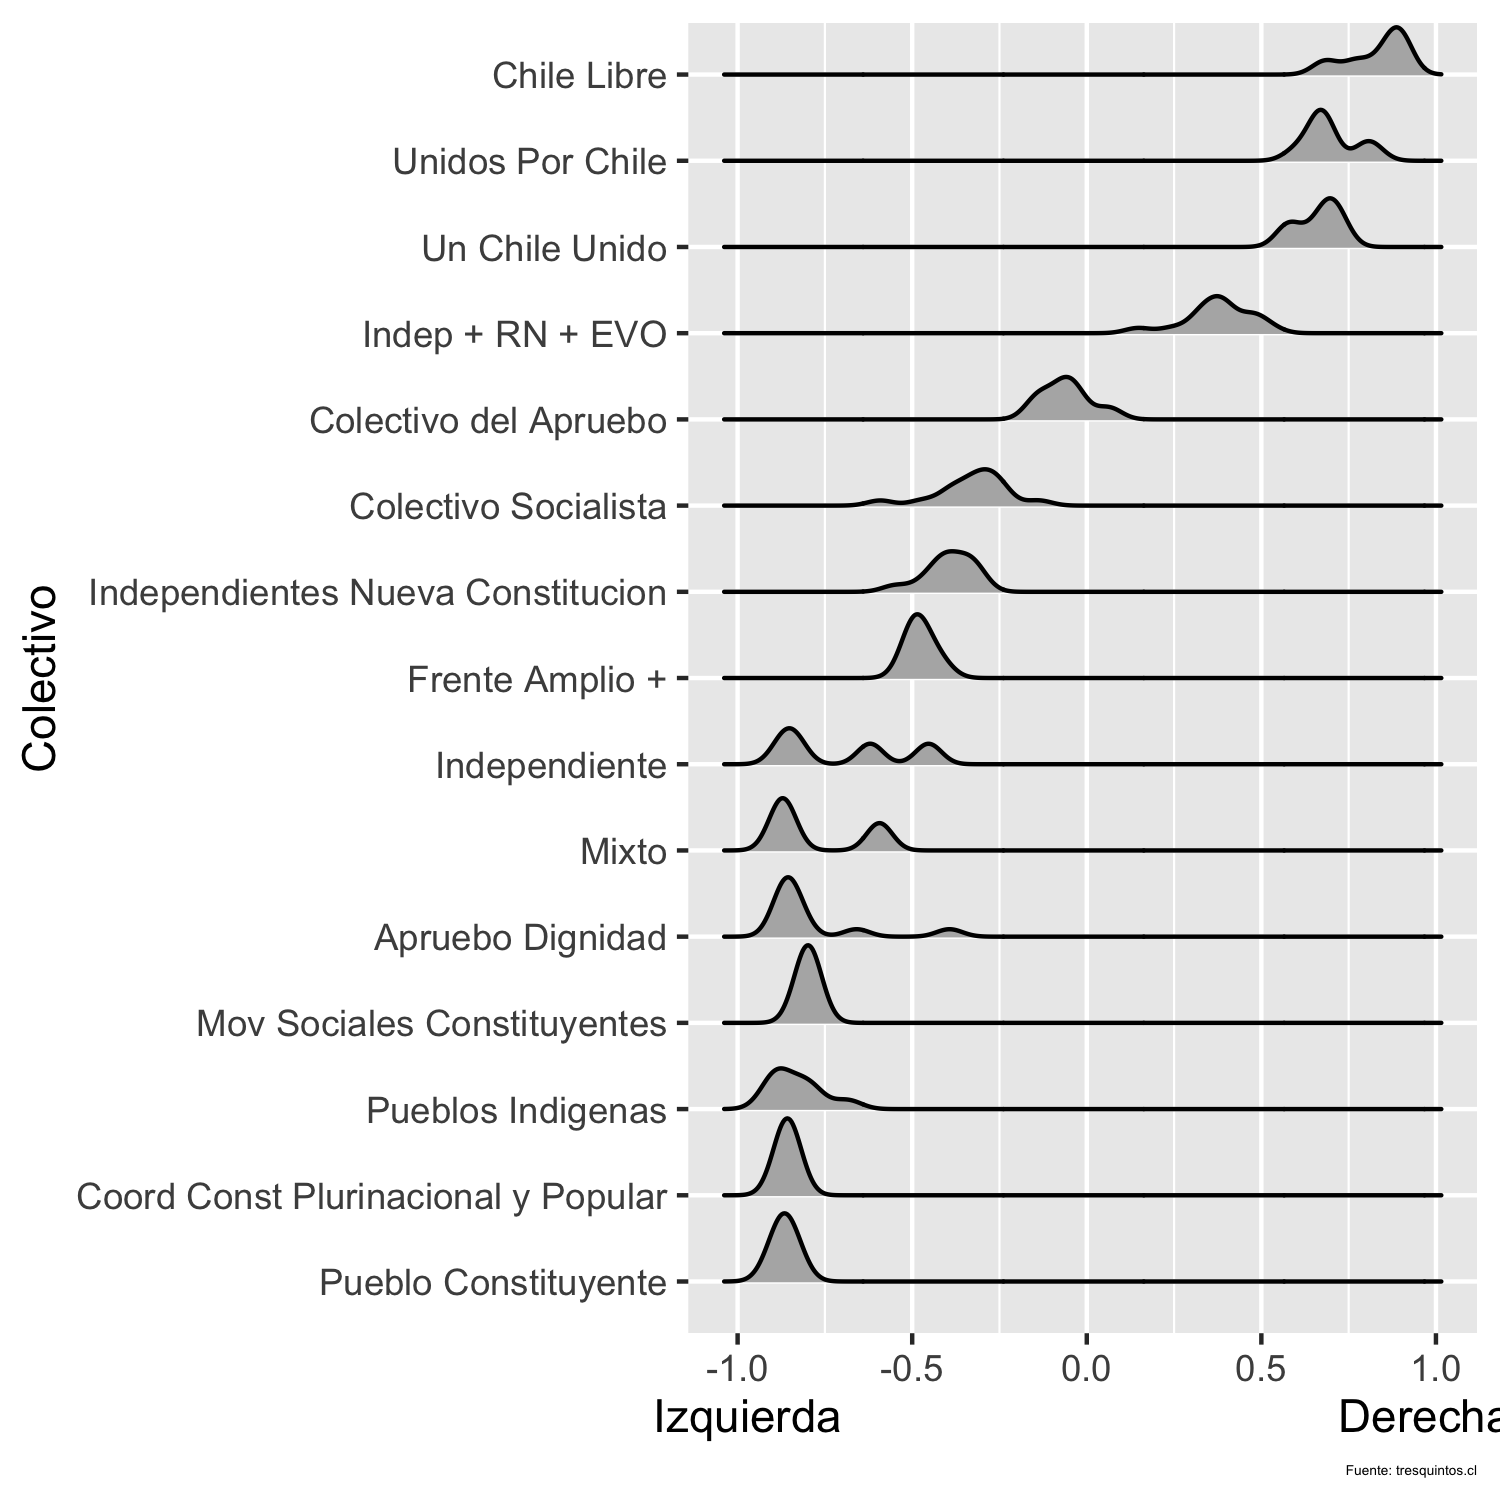 Chile Libre
Unidos Por Chile
Un Chile Unido
Indep + RN + EVO
Colectivo del Apruebo
Colectivo Socialista
Independientes Nueva Constitucion
Frente Amplio +
Independiente
Mixto
Apruebo Dignidad
Mov Sociales Constituyentes
Pueblos Indigenas
Coord Const Plurinacional y Popular
Pueblo Constituyente
Colectivo
-1.0 -0.5 0.0 0.5 1.0
Izquierda Derecha
Fuente: tresquintos.cl